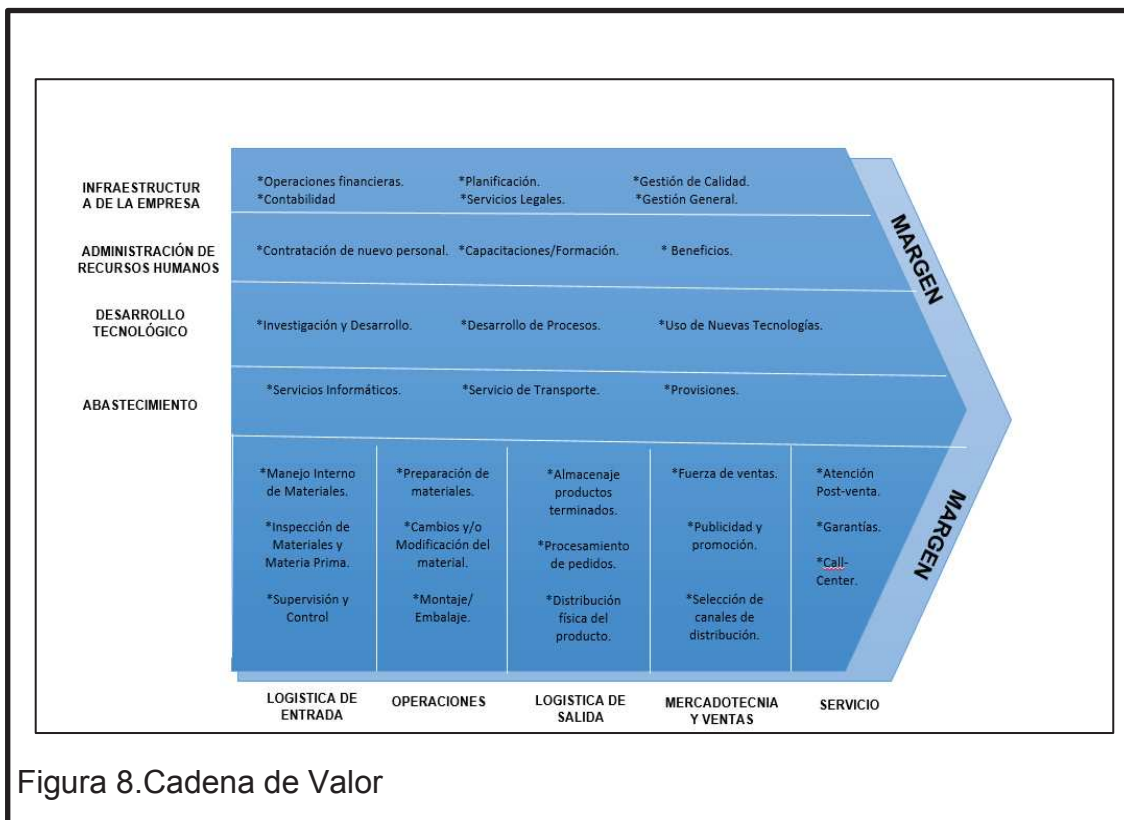 INFRAESTRUCTUR
A DE LA EMPRESA
*Operaciones financieras.
*Contabilidad
*Planificación.
*Servicios Legales.
*Gestión de Calidad.
*Gestión General.
ADMINISTRACIÓN DE
RECURSOS HUMANOS
*Contratación de nuevo personal.
*Capacitaciones/Formación.
* Beneficios.
DESARROLLO
TECNOLÓGICO
*Investigación y Desarrollo.
*Desarrollo de Procesos.
*Uso de Nuevas Tecnologías.
ABASTECIMIENTO
*Servicios Informáticos.
*Servicio de Transporte.
*Provisiones.
MARGEN
*Manejo Interno
de Materiales.
*Inspección de
Materiales y
Materia Prima.
*Supervisión y
Control
*Preparación de
materiales.
*Cambios y/o
Modificación del
material.
*Montaje/
Embalaje.
*Almacenaje
productos
terminados.
*Procesamiento
de pedidos.
*Distribución
física del
producto.
*Fuerza de ventas.
*Publicidad y
promoción.
*Selección de
canales de
distribución.
*Atención
Post-venta.
*Garantías.
*Call-
Center.
MARGEN
LOGISTICA DE
ENTRADA
OPERACIONES
LOGISTICA DE
SALIDA
MERCADOTECNIA
Y VENTAS
SERVICIO
Figura 8.Cadena de Valor